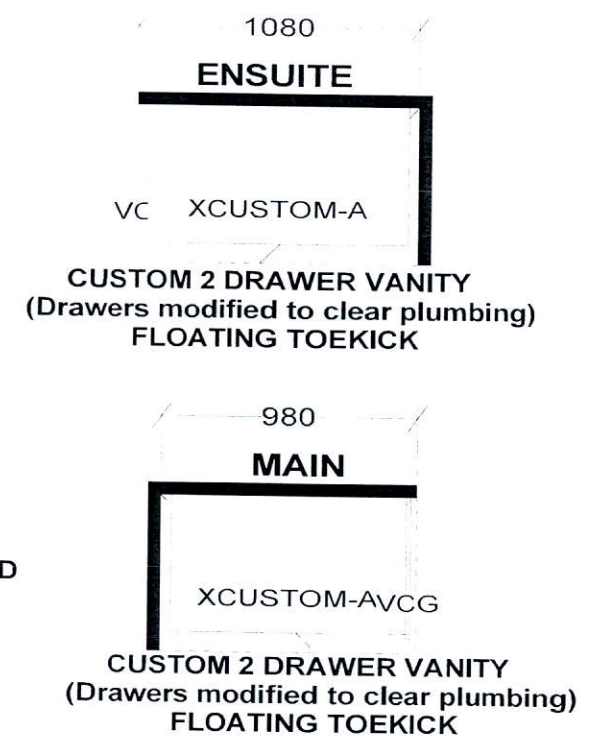 1080
ENSUITE
VC XCUSTOM-A
CUSTOM 2 DRAWER VANITY
(Drawers modified to clear plumbing)
FLOATING TOEKICK
980
MAIN
D
XCUSTOM-AVCG
CUSTOM 2 DRAWER VANITY
(Drawers modified to clear plumbing)
FLOATING TOEKICK